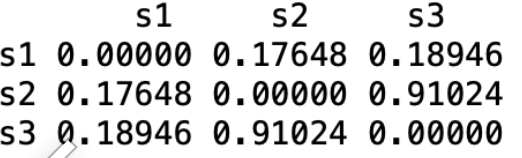 s1 s2 s3
s1 0.00000 0.17648 0.18946
s2 0.17648 0.00000 0.91024
s3 0.18946 0.91024 0.00000